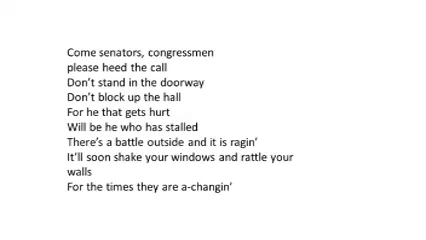 Come senators, congressmen
please heed the call
Don’t stand in the doorway
Don’t block up the hall
For he that gets hurt
Will be he who has stalled
There’s a battle outside and it is ragin’
It’ll soon shake your windows and rattle your
walls
For the times they are a-changin’